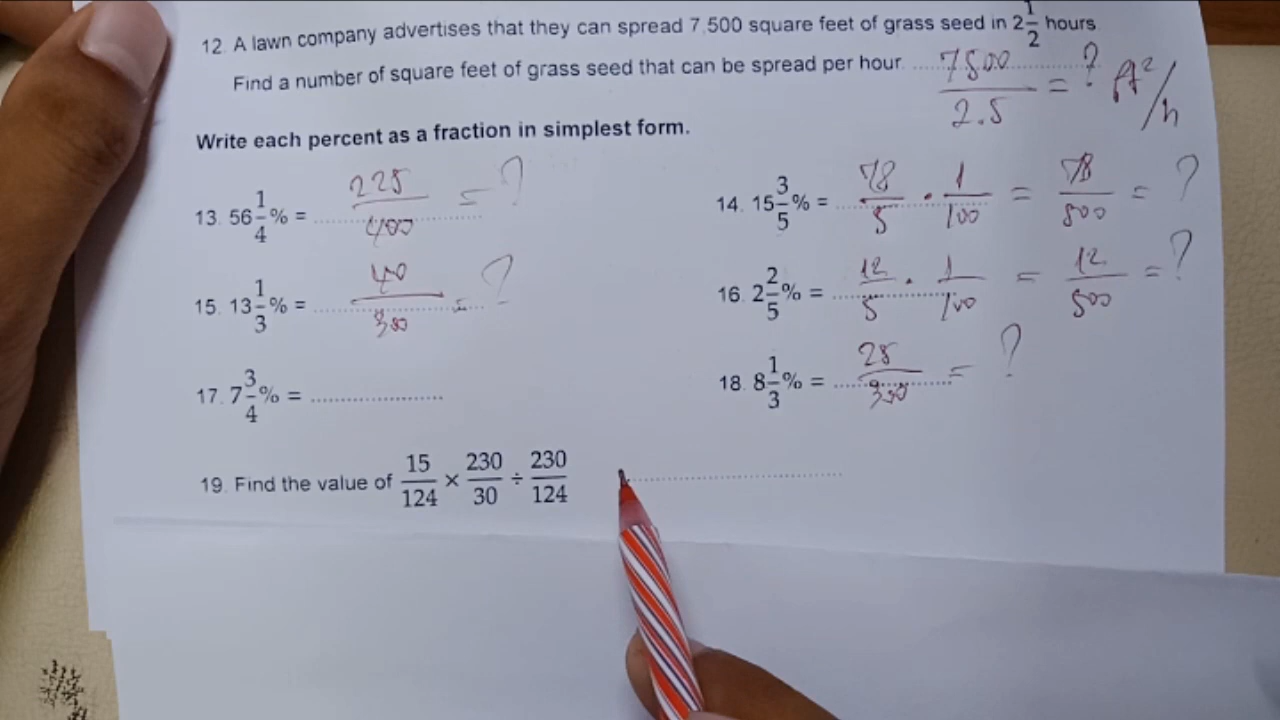 12. A lawn company advertises that they can spread 7,500 square feet of grass seed in 2 1/2 hours.
Find a number of square feet of grass seed that can be spread per hour. .................... 7500/2.5 = ? ft²/h
Write each percent as a fraction in simplest form.
13. 56 1/4 % = .................... 225/400 = ?
14. 15 3/5 % = .................... 78/5 · 1/100 = 78/500 = ?
15. 13 1/3 % = .................... 40/300 = ?
16. 2 2/5 % = .................... 12/5 · 1/100 = 12/500 = ?
17. 7 3/4 % = ....................
18. 8 1/3 % = .................... 25/300 = ?
19. Find the value of 15/124 × 230/30 ÷ 230/124 ....................